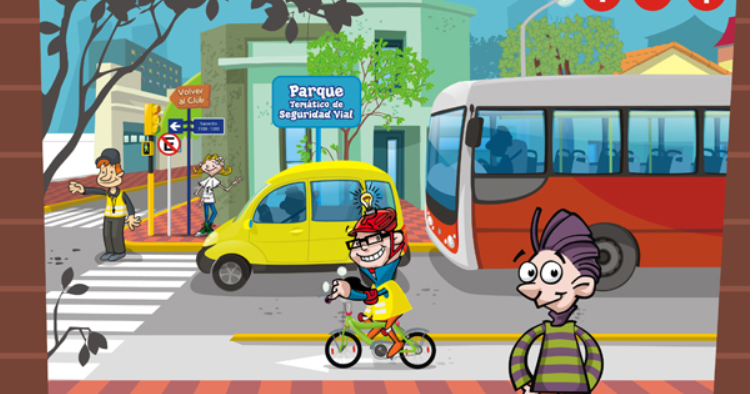 Volver
al Club
Parque
Temático de
Seguridad Vial
E